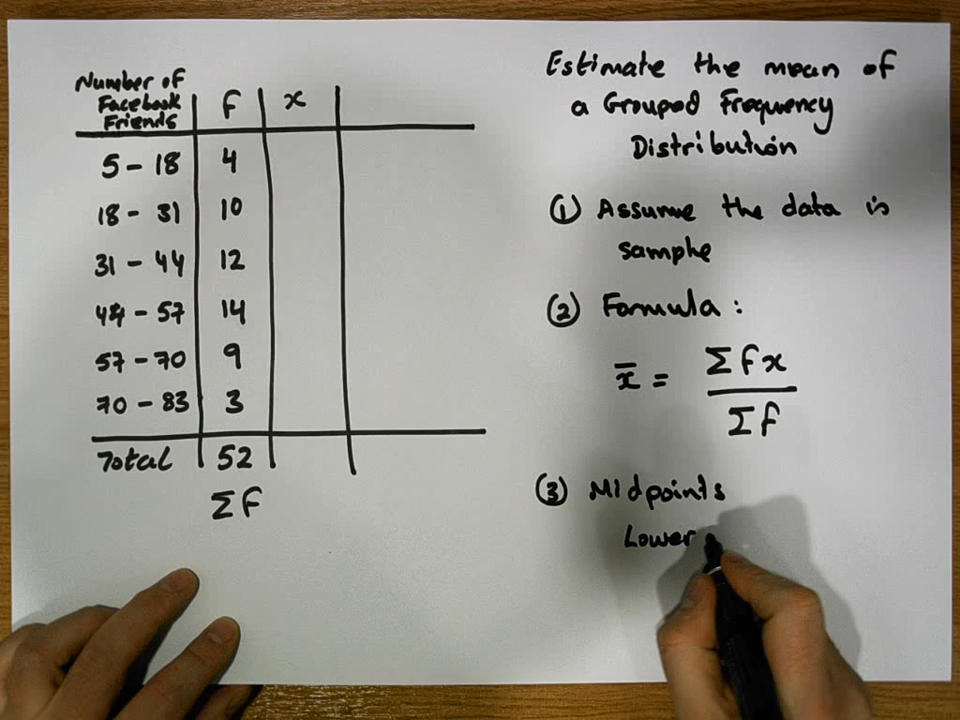 Number of
Facebook
Friends
f
x
5 - 18
4
18 - 31
10
31 - 44
12
44 - 57
14
57 - 70
9
70 - 83
3
Total
52
Σf
Estimate the mean of
a Grouped Frequency
Distribution
(1) Assume the data is
sample
(2) Formula :
x̄ = Σfx
Σf
(3) Midpoints
Lower